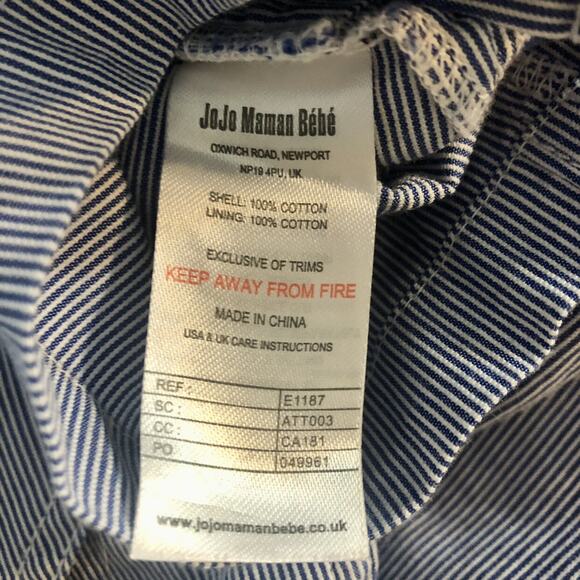 JoJo Maman Bébé
OXWICH ROAD, NEWPORT
NP19 4PU, UK
SHELL: 100% COTTON
LINING: 100% COTTON
EXCLUSIVE OF TRIMS
KEEP AWAY FROM FIRE
MADE IN CHINA
USA & UK CARE INSTRUCTIONS
REF: E1187
SC: ATT003
CC: CA181
PO 049961
www.jojomamanbebe.co.uk